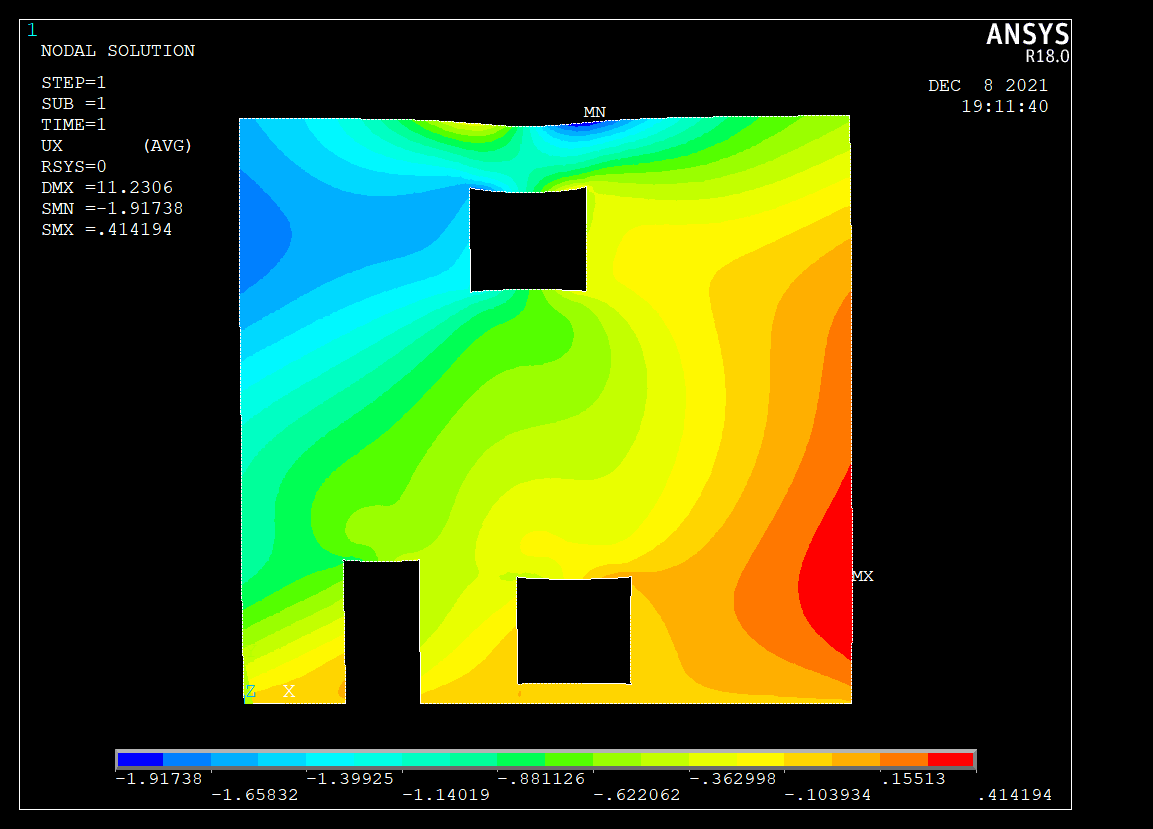 1
ANSYS
R18.0
NODAL SOLUTION
DEC  8 2021
19:11:40
STEP=1
SUB =1
TIME=1
UX       (AVG)
RSYS=0
DMX =11.2306
SMN =-1.91738
SMX =.414194
MN
MX
Z X
-1.91738 -1.39925 -.881126 -.362998 .15513
-1.65832 -1.14019 -.622062 -.103934 .414194